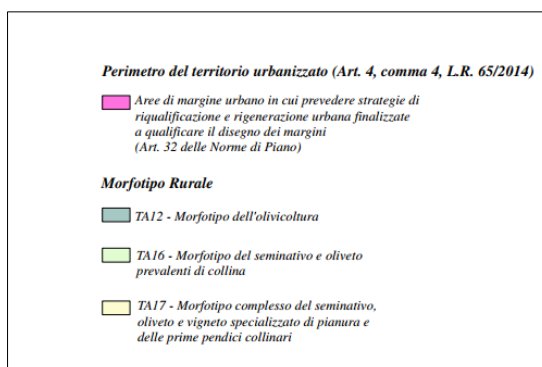 Perimetro del territorio urbanizzato (Art. 4, comma 4, L.R. 65/2014)
Aree di margine urbano in cui prevedere strategie di
riqualificazione e rigenerazione urbana finalizzate
a qualificare il disegno dei margini
(Art. 32 delle Norme di Piano)
Morfotipo Rurale
TA12 - Morfotipo dell'olivicoltura
TA16 - Morfotipo del seminativo e oliveto
prevalenti di collina
TA17 - Morfotipo complesso del seminativo,
oliveto e vigneto specializzato di pianura e
delle prime pendici collinari